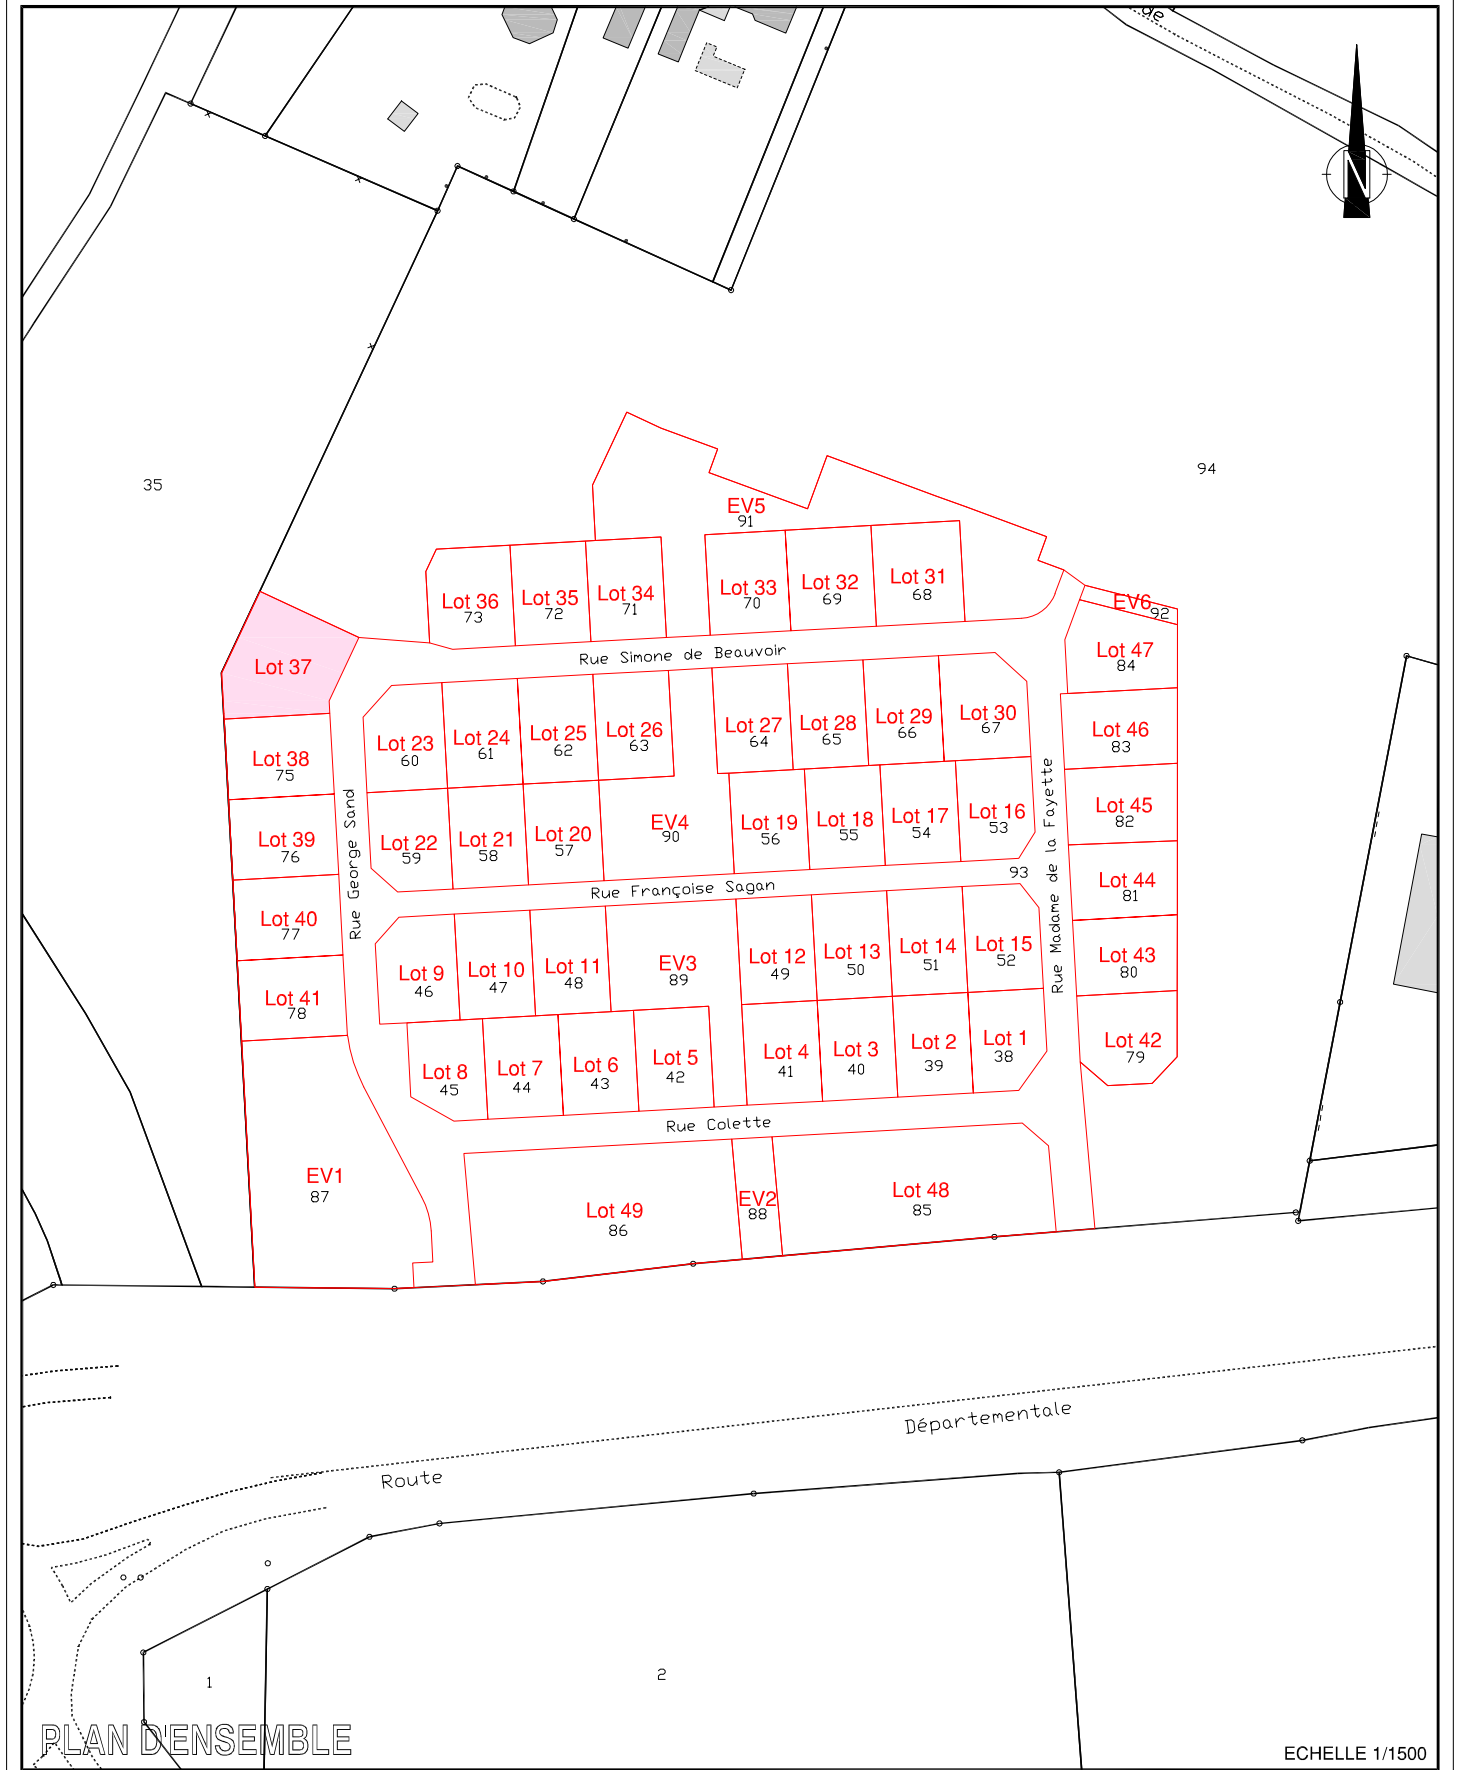 de
N
35
94
EV5
91
Lot 36
73
Lot 35
72
Lot 34
71
Lot 33
70
Lot 32
69
Lot 31
68
EV6
92
Lot 37
Rue Simone de Beauvoir
Lot 47
84
Lot 23
60
Lot 24
61
Lot 25
62
Lot 26
63
Lot 27
64
Lot 28
65
Lot 29
66
Lot 30
67
Lot 46
83
Lot 38
75
Rue George Sand
Rue Madame de la Fayette
Lot 39
76
Lot 22
59
Lot 21
58
Lot 20
57
EV4
90
Lot 19
56
Lot 18
55
Lot 17
54
Lot 16
53
Lot 45
82
Rue Françoise Sagan
93
Lot 44
81
Lot 40
77
Lot 9
46
Lot 10
47
Lot 11
48
EV3
89
Lot 12
49
Lot 13
50
Lot 14
51
Lot 15
52
Lot 43
80
Lot 41
78
Lot 8
45
Lot 7
44
Lot 6
43
Lot 5
42
Lot 4
41
Lot 3
40
Lot 2
39
Lot 1
38
Lot 42
79
Rue Colette
EV1
87
Lot 49
86
EV2
88
Lot 48
85
Route Départementale
1
2
PLAN D'ENSEMBLE
ECHELLE 1/1500